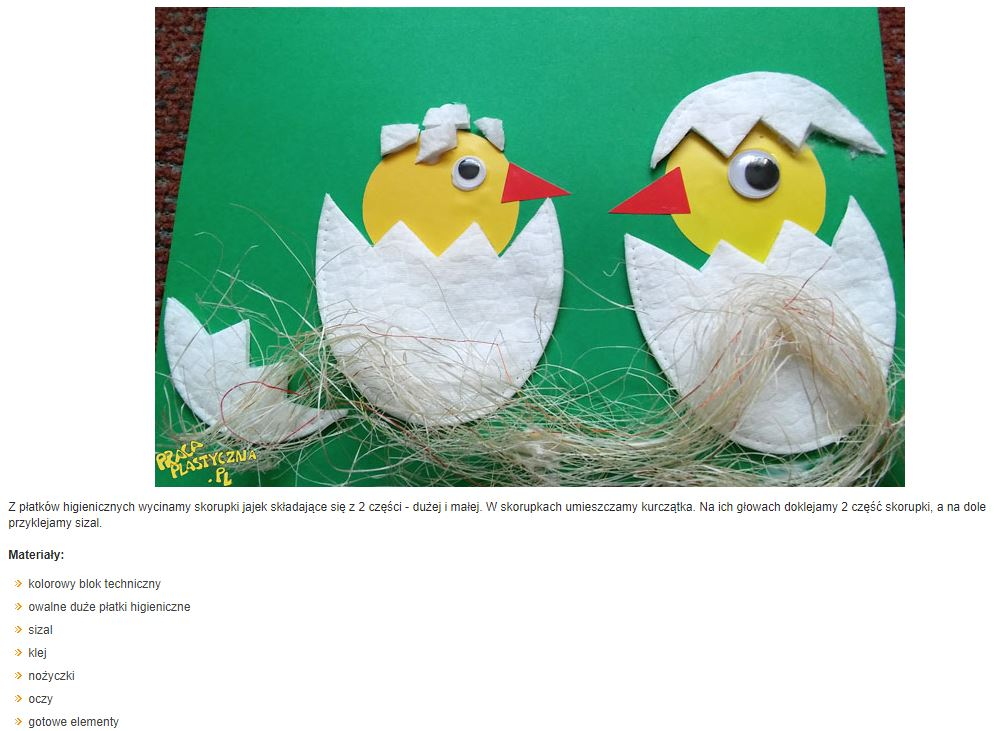 PRACA
PLASTYCZNA
.PL
Z płatków higienicznych wycinamy skorupki jajek składające się z 2 części - dużej i małej. W skorupkach umieszczamy kurczątka. Na ich głowach doklejamy 2 część skorupki, a na dole
przyklejamy sizal.
Materiały:
kolorowy blok techniczny
owalne duże płatki higieniczne
sizal
klej
nożyczki
oczy
gotowe elementy